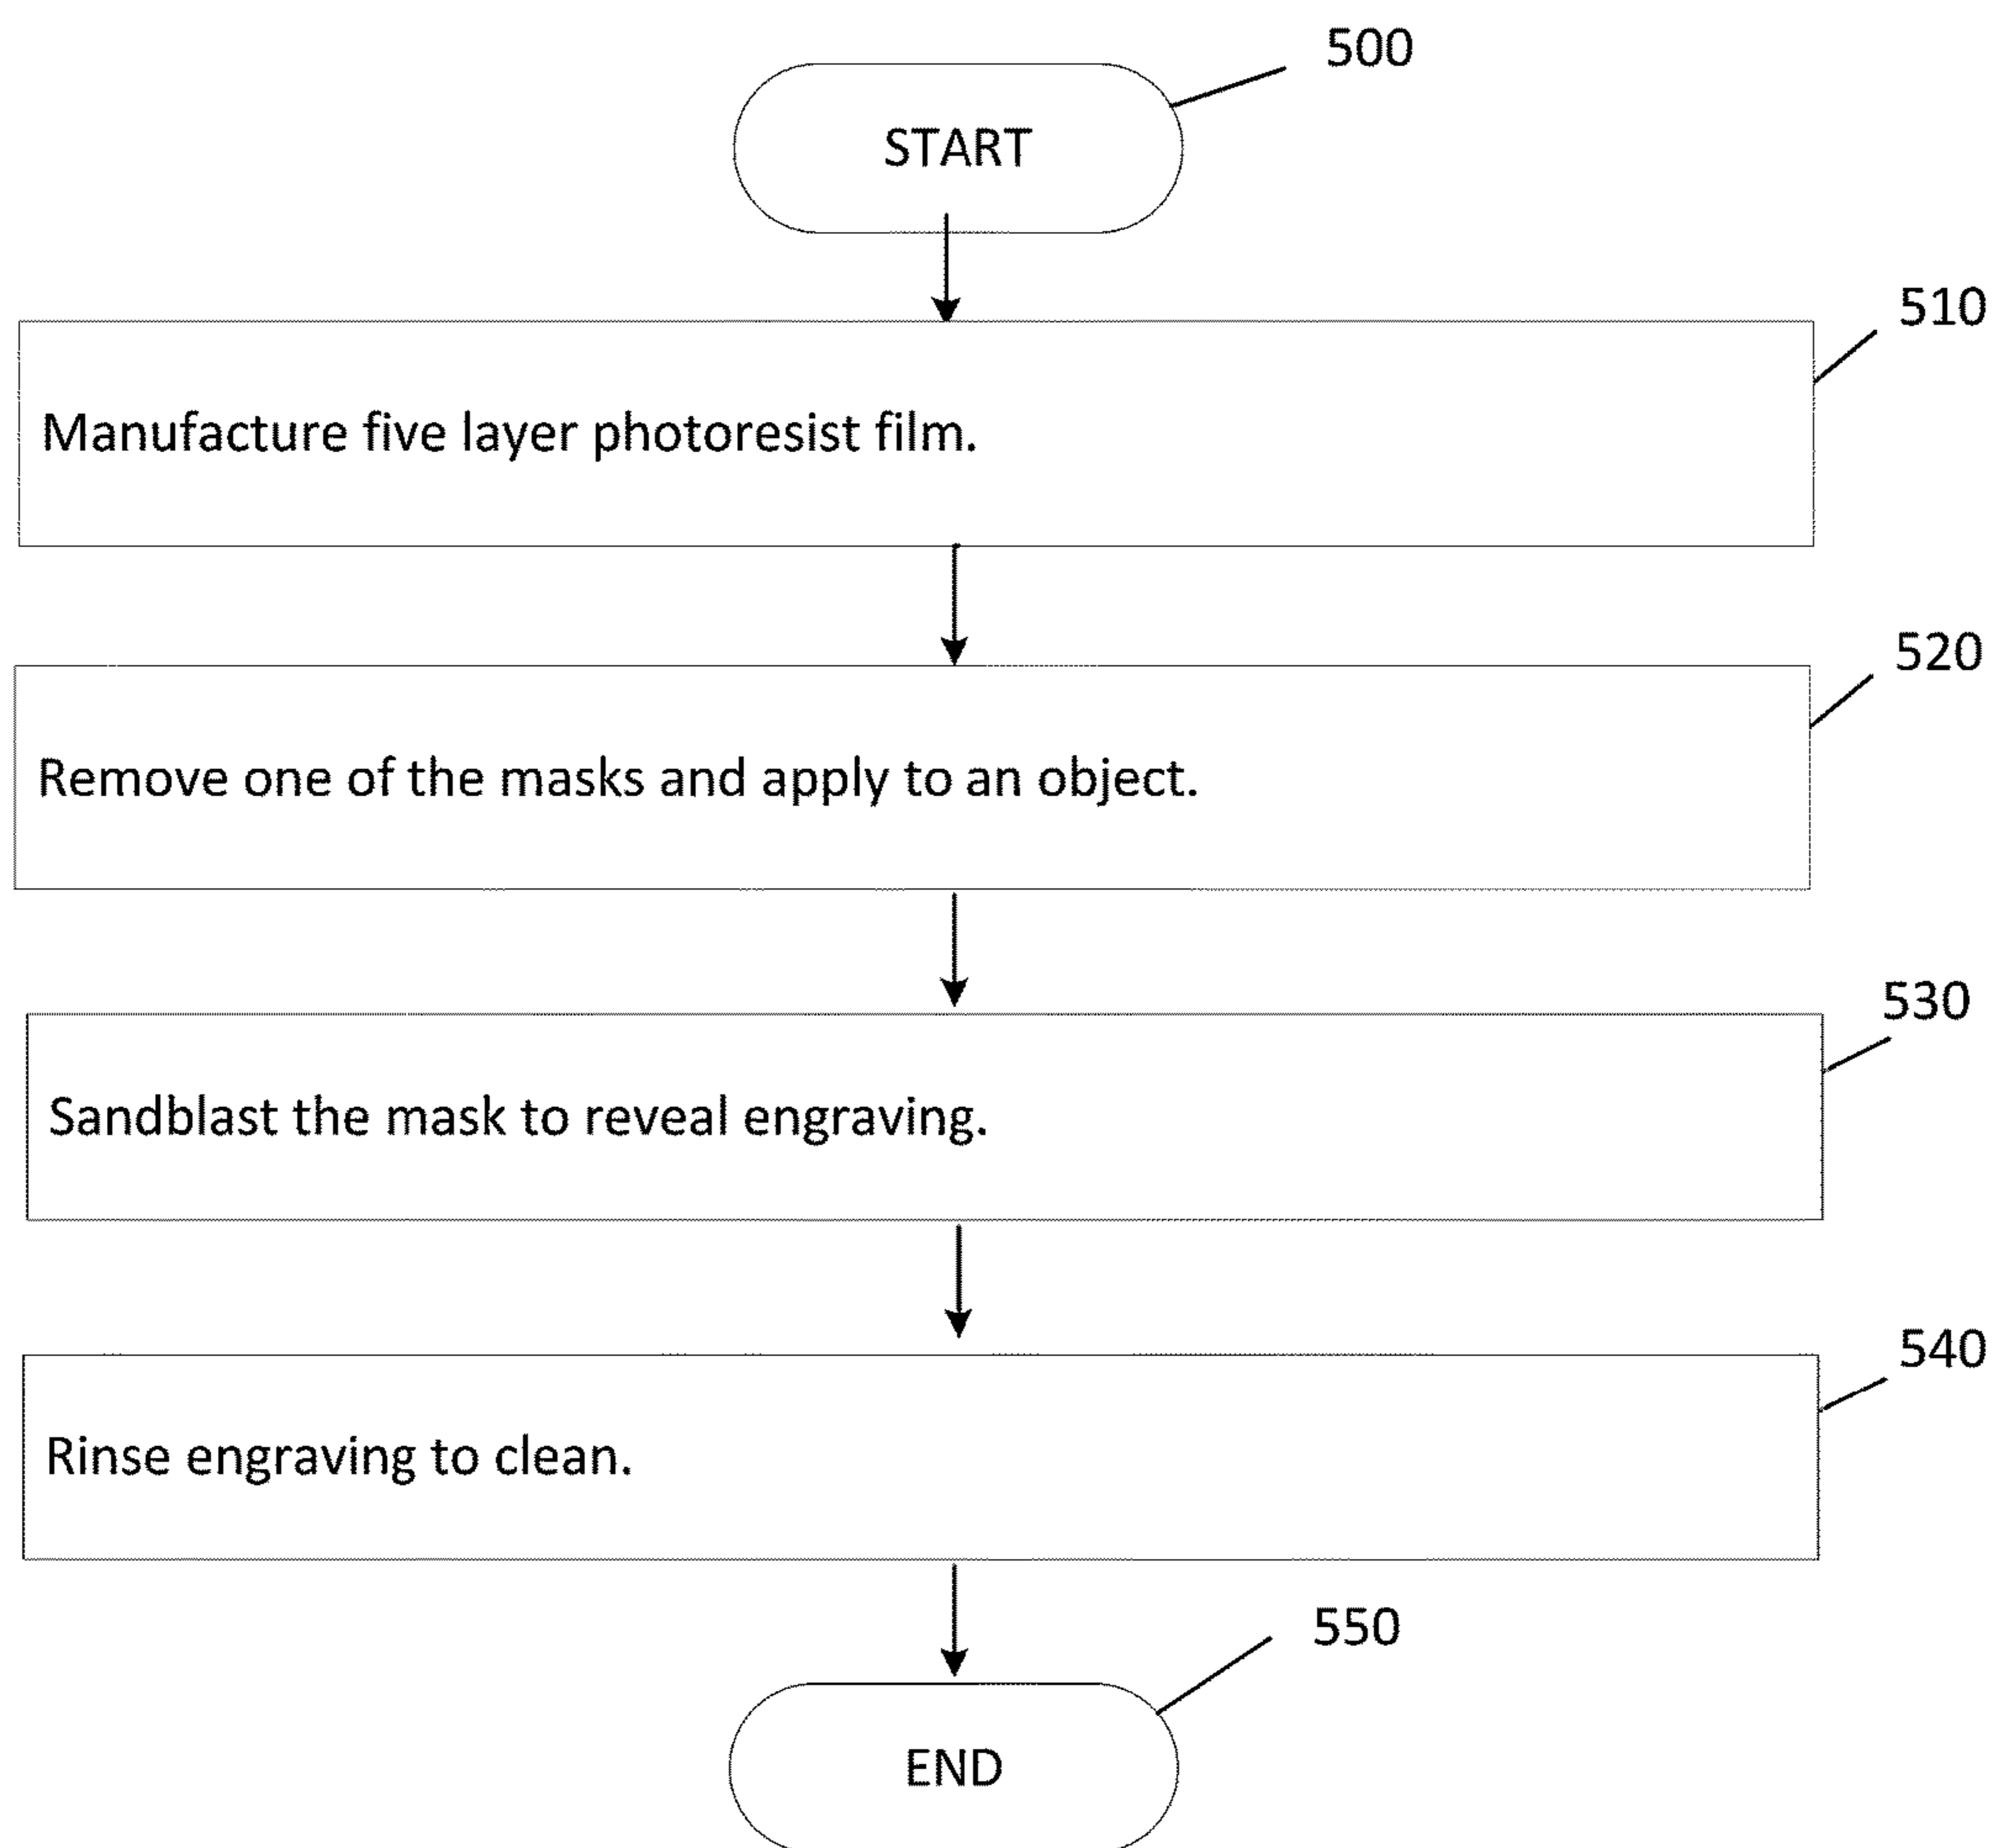 500
START
510
Manufacture five layer photoresist film.
520
Remove one of the masks and apply to an object.
530
Sandblast the mask to reveal engraving.
540
Rinse engraving to clean.
550
END